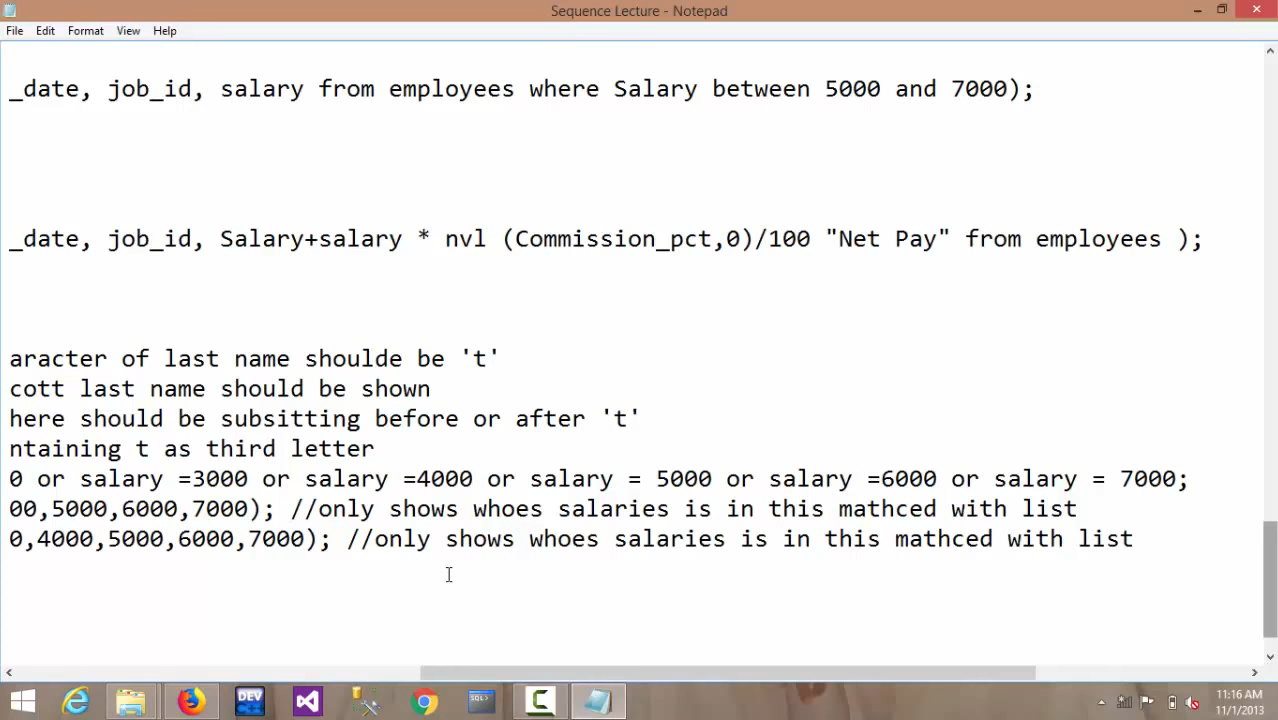 Sequence Lecture - Notepad
File Edit Format View Help
_date, job_id, salary from employees where Salary between 5000 and 7000);
_date, job_id, Salary+salary * nvl (Commission_pct,0)/100 "Net Pay" from employees );
aracter of last name shoulde be 't'
cott last name should be shown
here should be subsitting before or after 't'
ntaining t as third letter
0 or salary =3000 or salary =4000 or salary = 5000 or salary =6000 or salary = 7000;
00,5000,6000,7000); //only shows whoes salaries is in this mathced with list
0,4000,5000,6000,7000); //only shows whoes salaries is in this mathced with list
DEV
SQL>
11:16 AM
11/1/2013